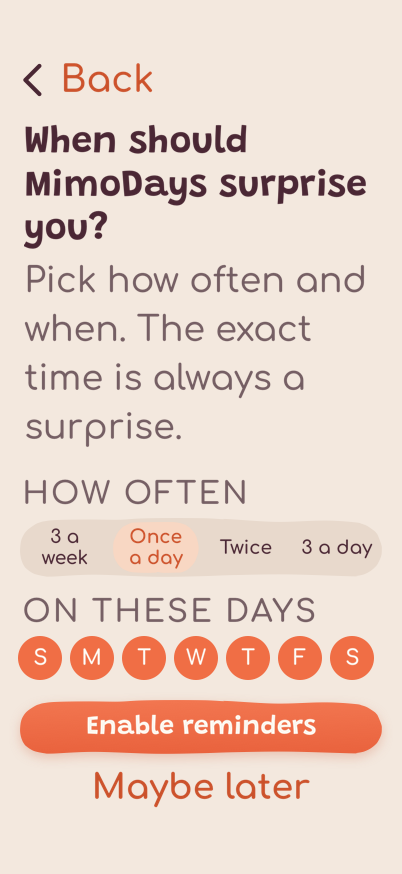 Back
When should
MimoDays surprise
you?
Pick how often and
when. The exact
time is always a
surprise.
HOW OFTEN
3 a
week
Once
a day
Twice
3 a day
ON THESE DAYS
S M T W T F S
Enable reminders
Maybe later